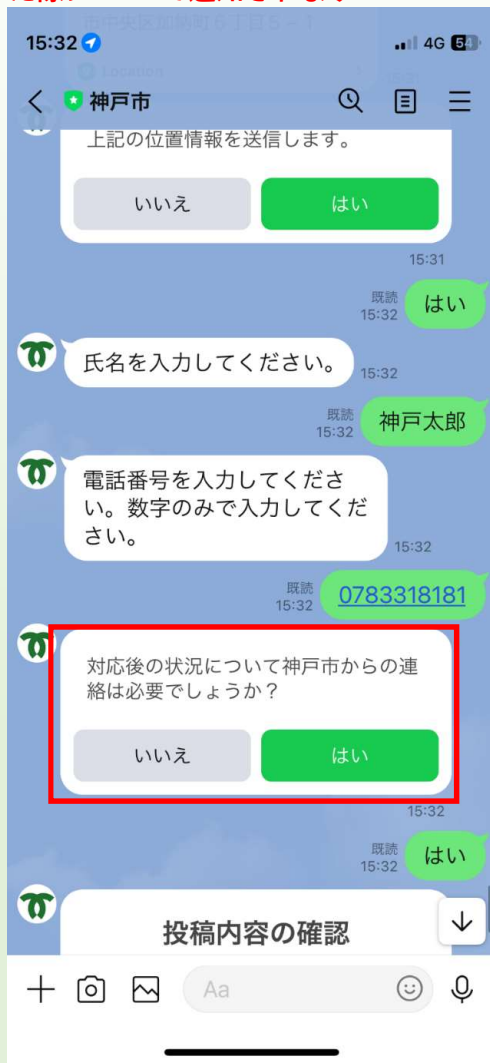 15:32
4G 54
神戸市
上記の位置情報を送信します。
いいえ
はい
15:31
既読
15:32
はい
氏名を入力してください。
15:32
既読
15:32
神戸太郎
電話番号を入力してくださ
い。数字のみで入力してくだ
さい。
15:32
既読
15:32
0783318181
対応後の状況について神戸市からの連
絡は必要でしょうか？
いいえ
はい
15:32
既読
15:32
はい
投稿内容の確認
Aa